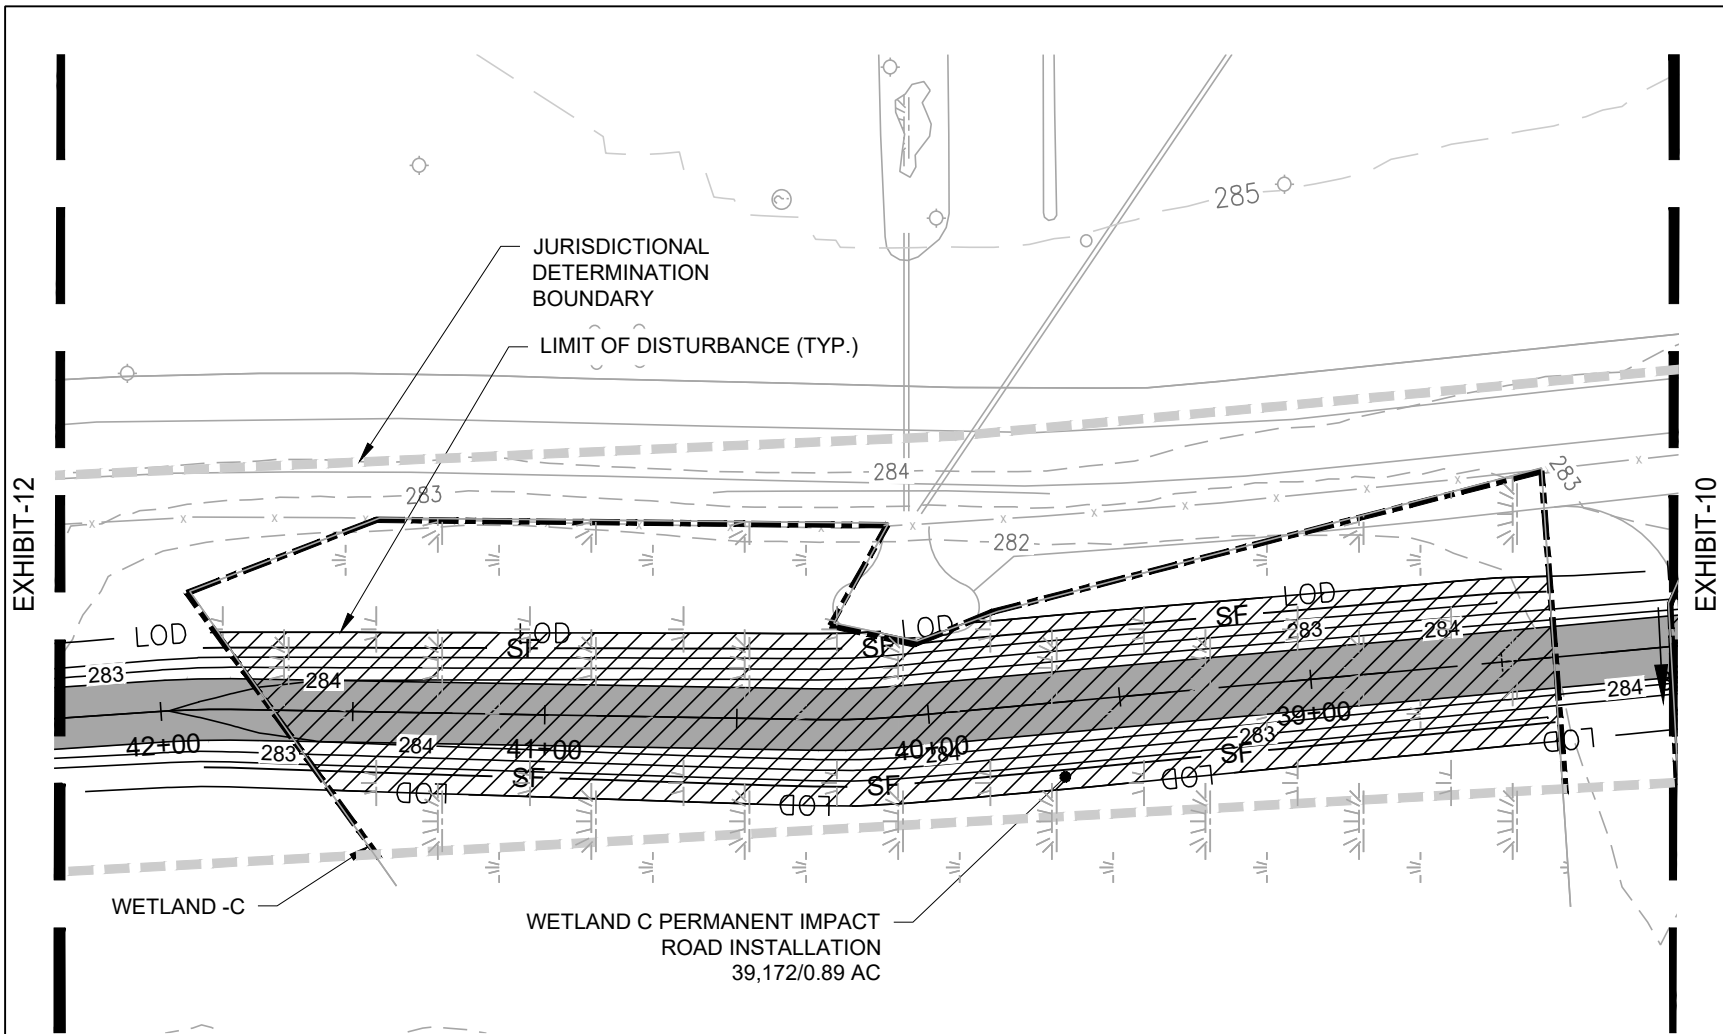 285
JURISDICTIONAL
DETERMINATION
BOUNDARY
LIMIT OF DISTURBANCE (TYP.)
284
283
283
282
EXHIBIT-12
EXHIBIT-10
LOD
LOD
LOD
LOD
SF
SF
SF
283
284
283
284
284
42+00
283
284
41+00
40+00
284
39+00
283
SF
SF
SF
LOD
LOD
LOD
LOD
WETLAND -C
WETLAND C PERMANENT IMPACT
ROAD INSTALLATION
39,172/0.89 AC